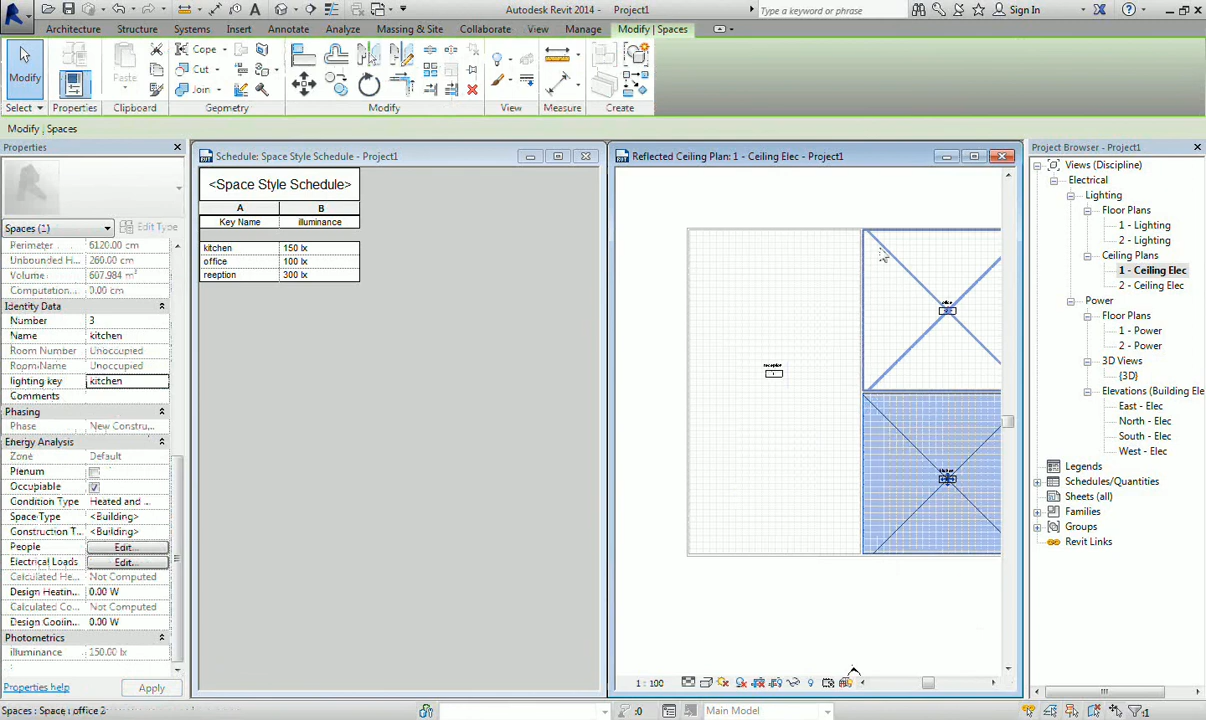 Autodesk Revit 2014 - Project1
Type a keyword or phrase
Sign In
Architecture Structure Systems Insert Annotate Analyze Massing & Site Collaborate View Manage Modify | Spaces
Modify
Paste
Cope
Cut
Join
Select Properties Clipboard Geometry Modify View Measure Create
Modify | Spaces
Properties
Spaces (1)
Edit Type
Perimeter 6120.00 cm
Unbounded H... 260.00 cm
Volume 607.984 m³
Computation... 0.00 cm
Identity Data
Number 3
Name kitchen
Room Number Unoccupied
Room Name Unoccupied
lighting key kitchen
Comments
Phasing
Phase New Constru...
Energy Analysis
Zone Default
Plenum
Occupiable
Condition Type Heated and ...
Space Type <Building>
Construction T... <Building>
People Edit...
Electrical Loads Edit...
Calculated He... Not Computed
Design Heatin... 0.00 W
Calculated Co... Not Computed
Design Coolin... 0.00 W
Photometrics
illuminance 150.00 lx
Properties help
Apply
Schedule: Space Style Schedule - Project1
<Space Style Schedule>
A B
Key Name illuminance
kitchen 150 lx
office 100 lx
reeption 300 lx
Reflected Ceiling Plan: 1 - Ceiling Elec - Project1
office
reception
1
1 : 100
Project Browser - Project1
Views (Discipline)
Electrical
Lighting
Floor Plans
1 - Lighting
2 - Lighting
Ceiling Plans
1 - Ceiling Elec
2 - Ceiling Elec
Power
Floor Plans
1 - Power
2 - Power
3D Views
{3D}
Elevations (Building Ele
East - Elec
North - Elec
South - Elec
West - Elec
Legends
Schedules/Quantities
Sheets (all)
Families
Groups
Revit Links
Spaces : Space : office 2
:0
Main Model
:1